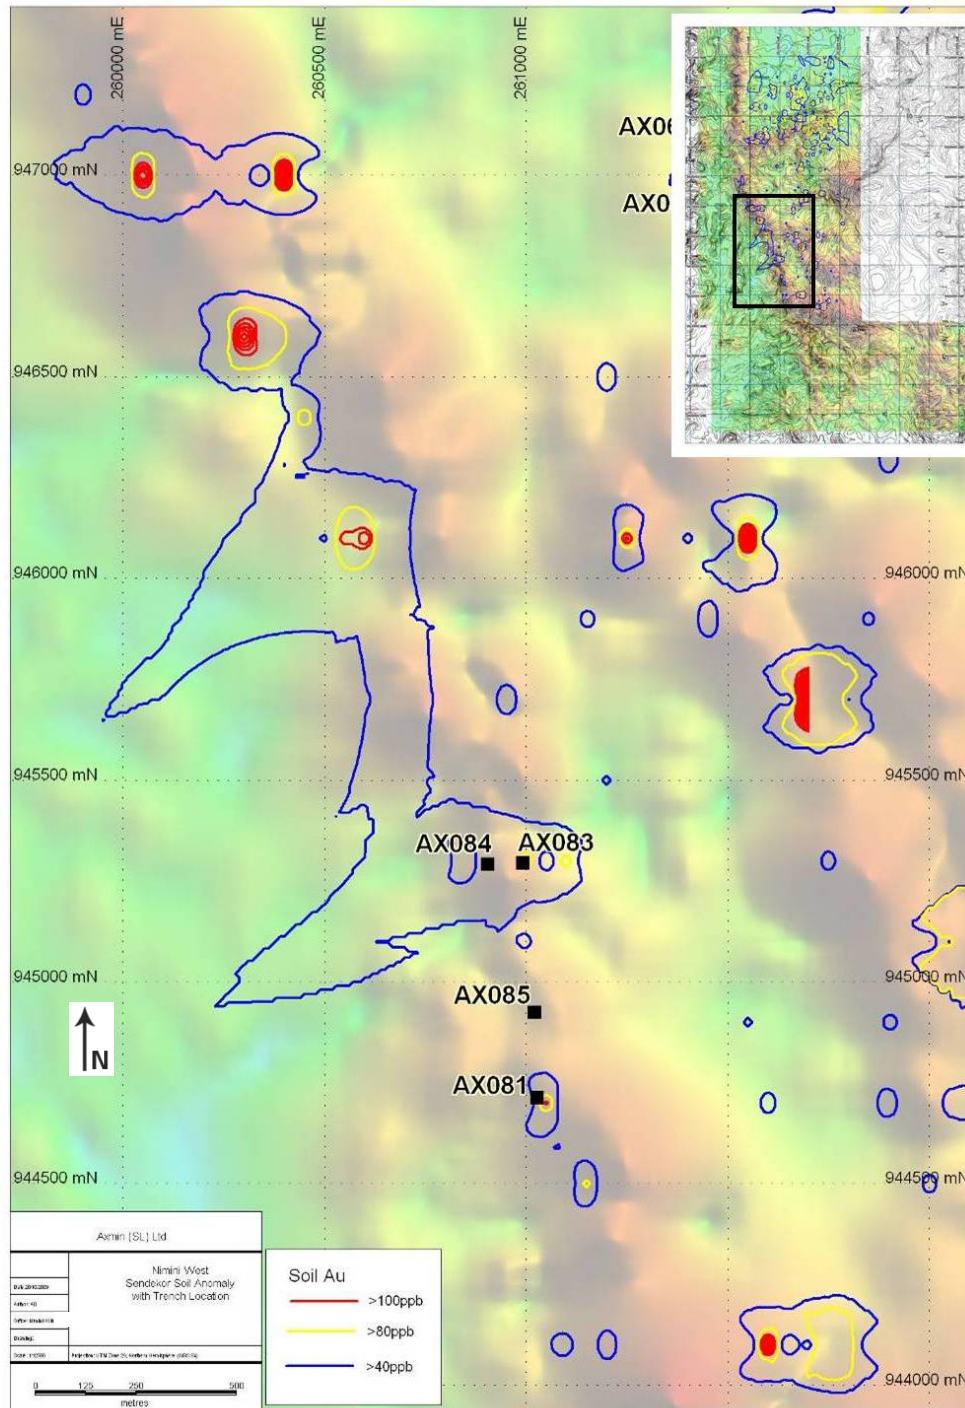 260000 mE
260500 mE
261000 mE
AX06
947000 mN
AX0
946500 mN
946000 mN
946000 mN
945500 mN
945500 mN
AX084
AX083
945000 mN
945000 mN
AX085
AX081
944500 mN
944500 mN
944000 mN
N
Axmin (SL) Ltd
Nimini West
Sendekor Soil Anomaly
with Trench Location
Soil Au
>100ppb
>80ppb
>40ppb
0 125 250 500
metres